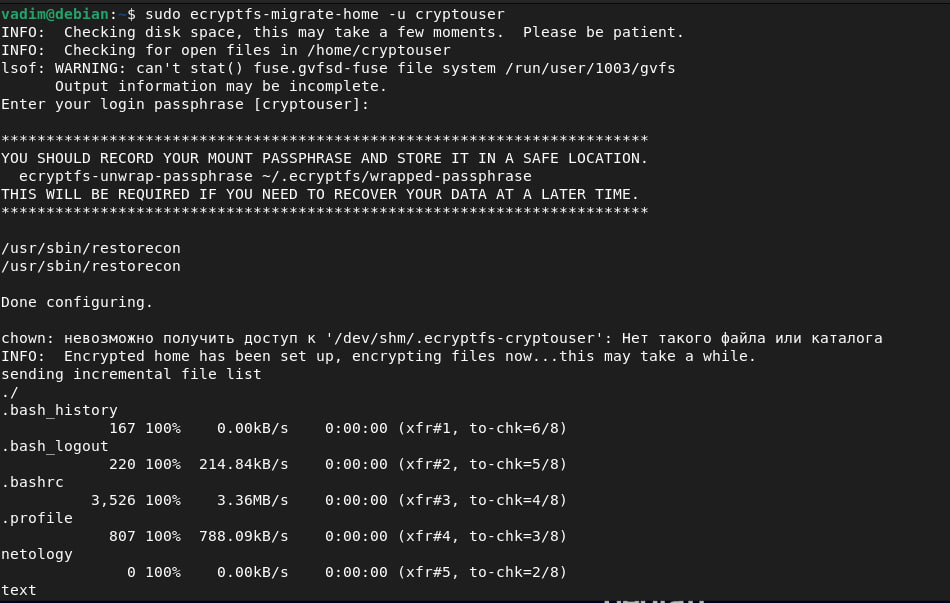 vadim@debian:~$ sudo ecryptfs-migrate-home -u cryptouser
INFO:  Checking disk space, this may take a few moments.  Please be patient.
INFO:  Checking for open files in /home/cryptouser
lsof: WARNING: can't stat() fuse.gvfsd-fuse file system /run/user/1003/gvfs
      Output information may be incomplete.
Enter your login passphrase [cryptouser]:
************************************************************************
YOU SHOULD RECORD YOUR MOUNT PASSPHRASE AND STORE IT IN A SAFE LOCATION.
  ecryptfs-unwrap-passphrase ~/.ecryptfs/wrapped-passphrase
THIS WILL BE REQUIRED IF YOU NEED TO RECOVER YOUR DATA AT A LATER TIME.
************************************************************************
/usr/sbin/restorecon
/usr/sbin/restorecon
Done configuring.
chown: невозможно получить доступ к '/dev/shm/.ecryptfs-cryptouser': Нет такого файла или каталога
INFO:  Encrypted home has been set up, encrypting files now...this may take a while.
sending incremental file list
./
.bash_history
            167 100%    0.00kB/s    0:00:00 (xfr#1, to-chk=6/8)
.bash_logout
            220 100%  214.84kB/s    0:00:00 (xfr#2, to-chk=5/8)
.bashrc
          3,526 100%    3.36MB/s    0:00:00 (xfr#3, to-chk=4/8)
.profile
            807 100%  788.09kB/s    0:00:00 (xfr#4, to-chk=3/8)
netology
              0 100%    0.00kB/s    0:00:00 (xfr#5, to-chk=2/8)
text